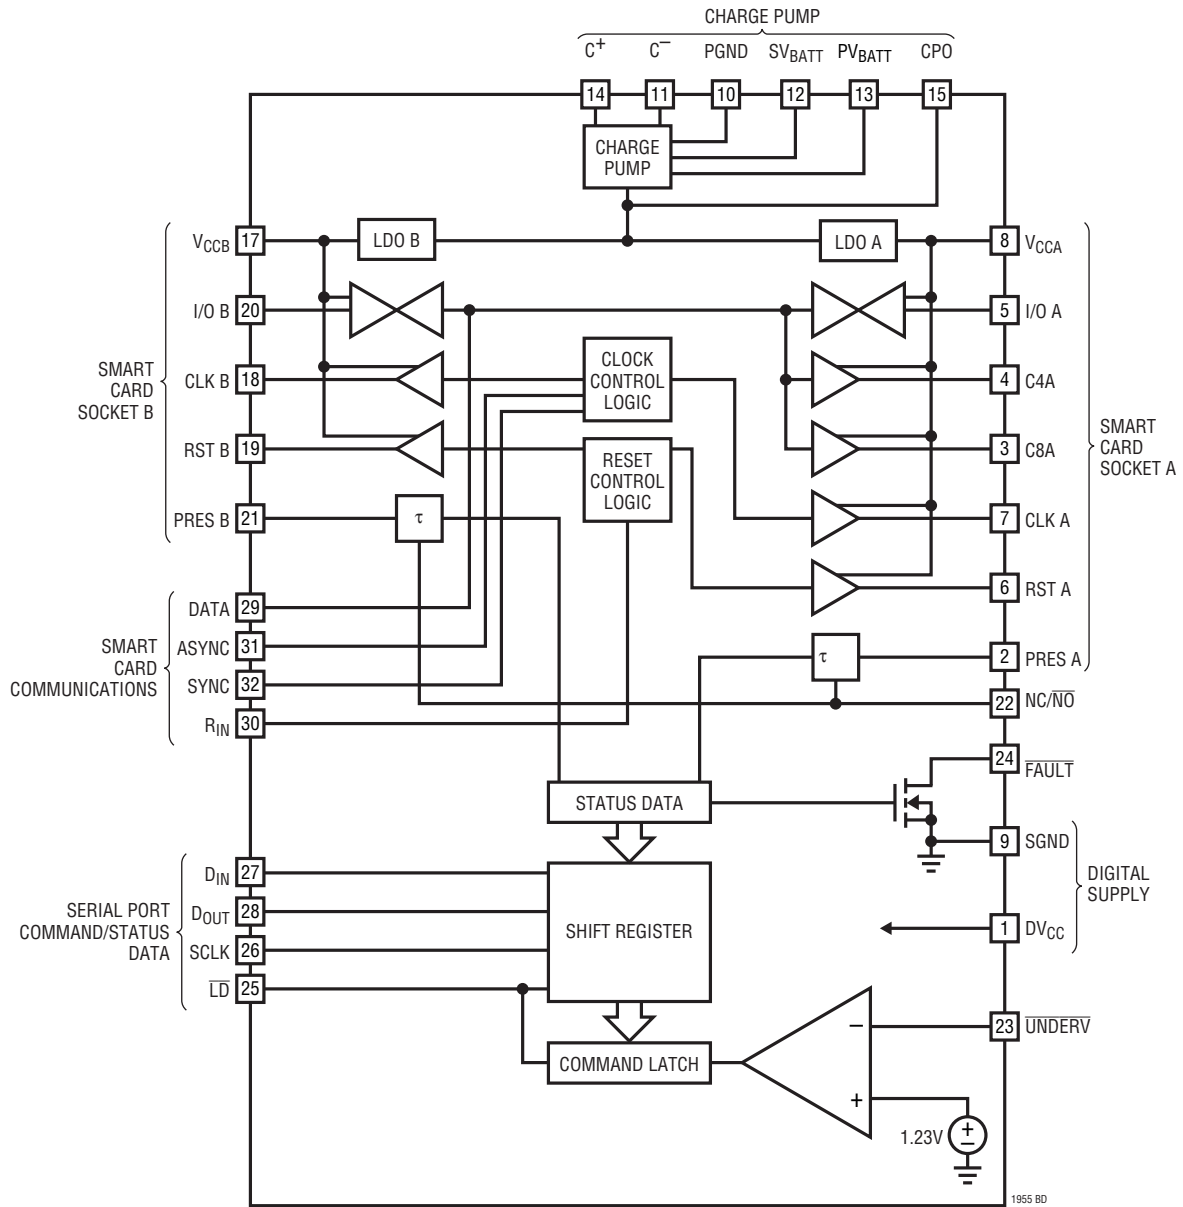 CHARGE PUMP
C+ C− PGND SVBATT PVBATT CPO
14 11 10 12 13 15
CHARGE
PUMP
VCCB 17 LDO B LDO A 8 VCCA
I/O B 20 5 I/O A
SMART
CARD
SOCKET B
CLK B 18
CLOCK
CONTROL
LOGIC
4 C4A
RST B 19
RESET
CONTROL
LOGIC
3 C8A
SMART
CARD
SOCKET A
PRES B 21 τ 7 CLK A
6 RST A
SMART
CARD
COMMUNICATIONS
DATA 29
ASYNC 31
SYNC 32
RIN 30
τ 2 PRES A
22 NC/N̅O̅
24 F̅A̅U̅L̅T̅
STATUS DATA
9 SGND
DIGITAL
SUPPLY
1 DVCC
SERIAL PORT
COMMAND/STATUS
DATA
DIN 27
DOUT 28
SCLK 26
L̅D̅ 25
SHIFT REGISTER
− 23 U̅N̅D̅E̅R̅V̅
COMMAND LATCH
+
1.23V + −
1955 BD